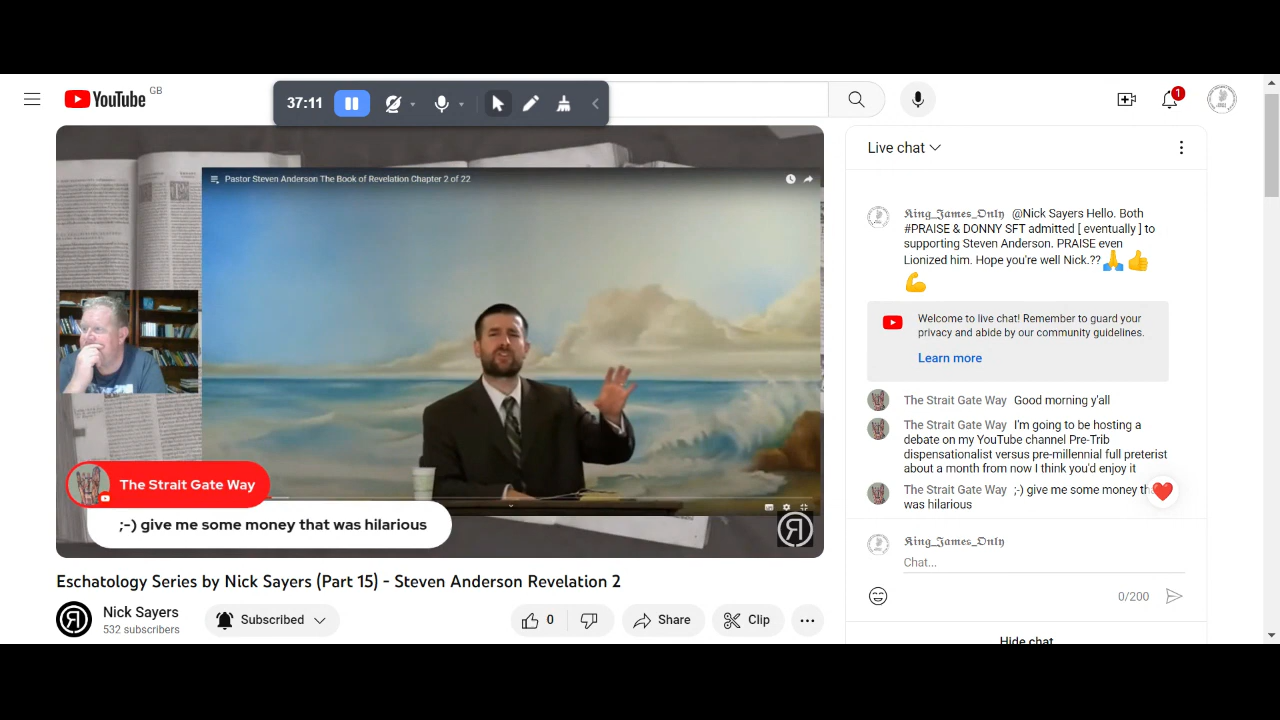 YouTube GB
37:11
1
Pastor Steven Anderson The Book of Revelation Chapter 2 of 22
The Strait Gate Way
;-) give me some money that was hilarious
Eschatology Series by Nick Sayers (Part 15) - Steven Anderson Revelation 2
Nick Sayers
532 subscribers
Subscribed
0
Share
Clip
Live chat
𝕶𝖎𝖓𝖌_𝕵𝖆𝖒𝖊𝖘_𝕺𝖓𝖑𝖞 @Nick Sayers Hello. Both
#PRAISE & DONNY SFT admitted [ eventually ] to
supporting Steven Anderson. PRAISE even
Lionized him. Hope you're well Nick.??🙏👍
💪
Welcome to live chat! Remember to guard your
privacy and abide by our community guidelines.
Learn more
The Strait Gate Way Good morning y'all
The Strait Gate Way I'm going to be hosting a
debate on my YouTube channel Pre-Trib
dispensationalist versus pre-millennial full preterist
about a month from now I think you'd enjoy it
The Strait Gate Way ;-) give me some money
was hilarious
𝕶𝖎𝖓𝖌_𝕵𝖆𝖒𝖊𝖘_𝕺𝖓𝖑𝖞
Chat...
0/200
Hide chat